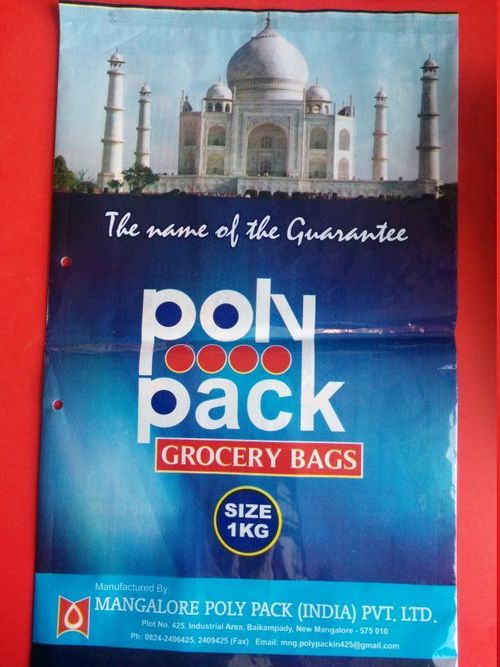 The name of the Guarantee
poly
pack
GROCERY BAGS
SIZE
1KG
Manufactured By:
MANGALORE POLY PACK (INDIA) PVT. LTD.
Plot No. 425, Industrial Area, Baikampady, New Mangalore - 575 010
Ph: 0824-2406425, 2409425 (Fax) Email: mng.polypackin425@gmail.com